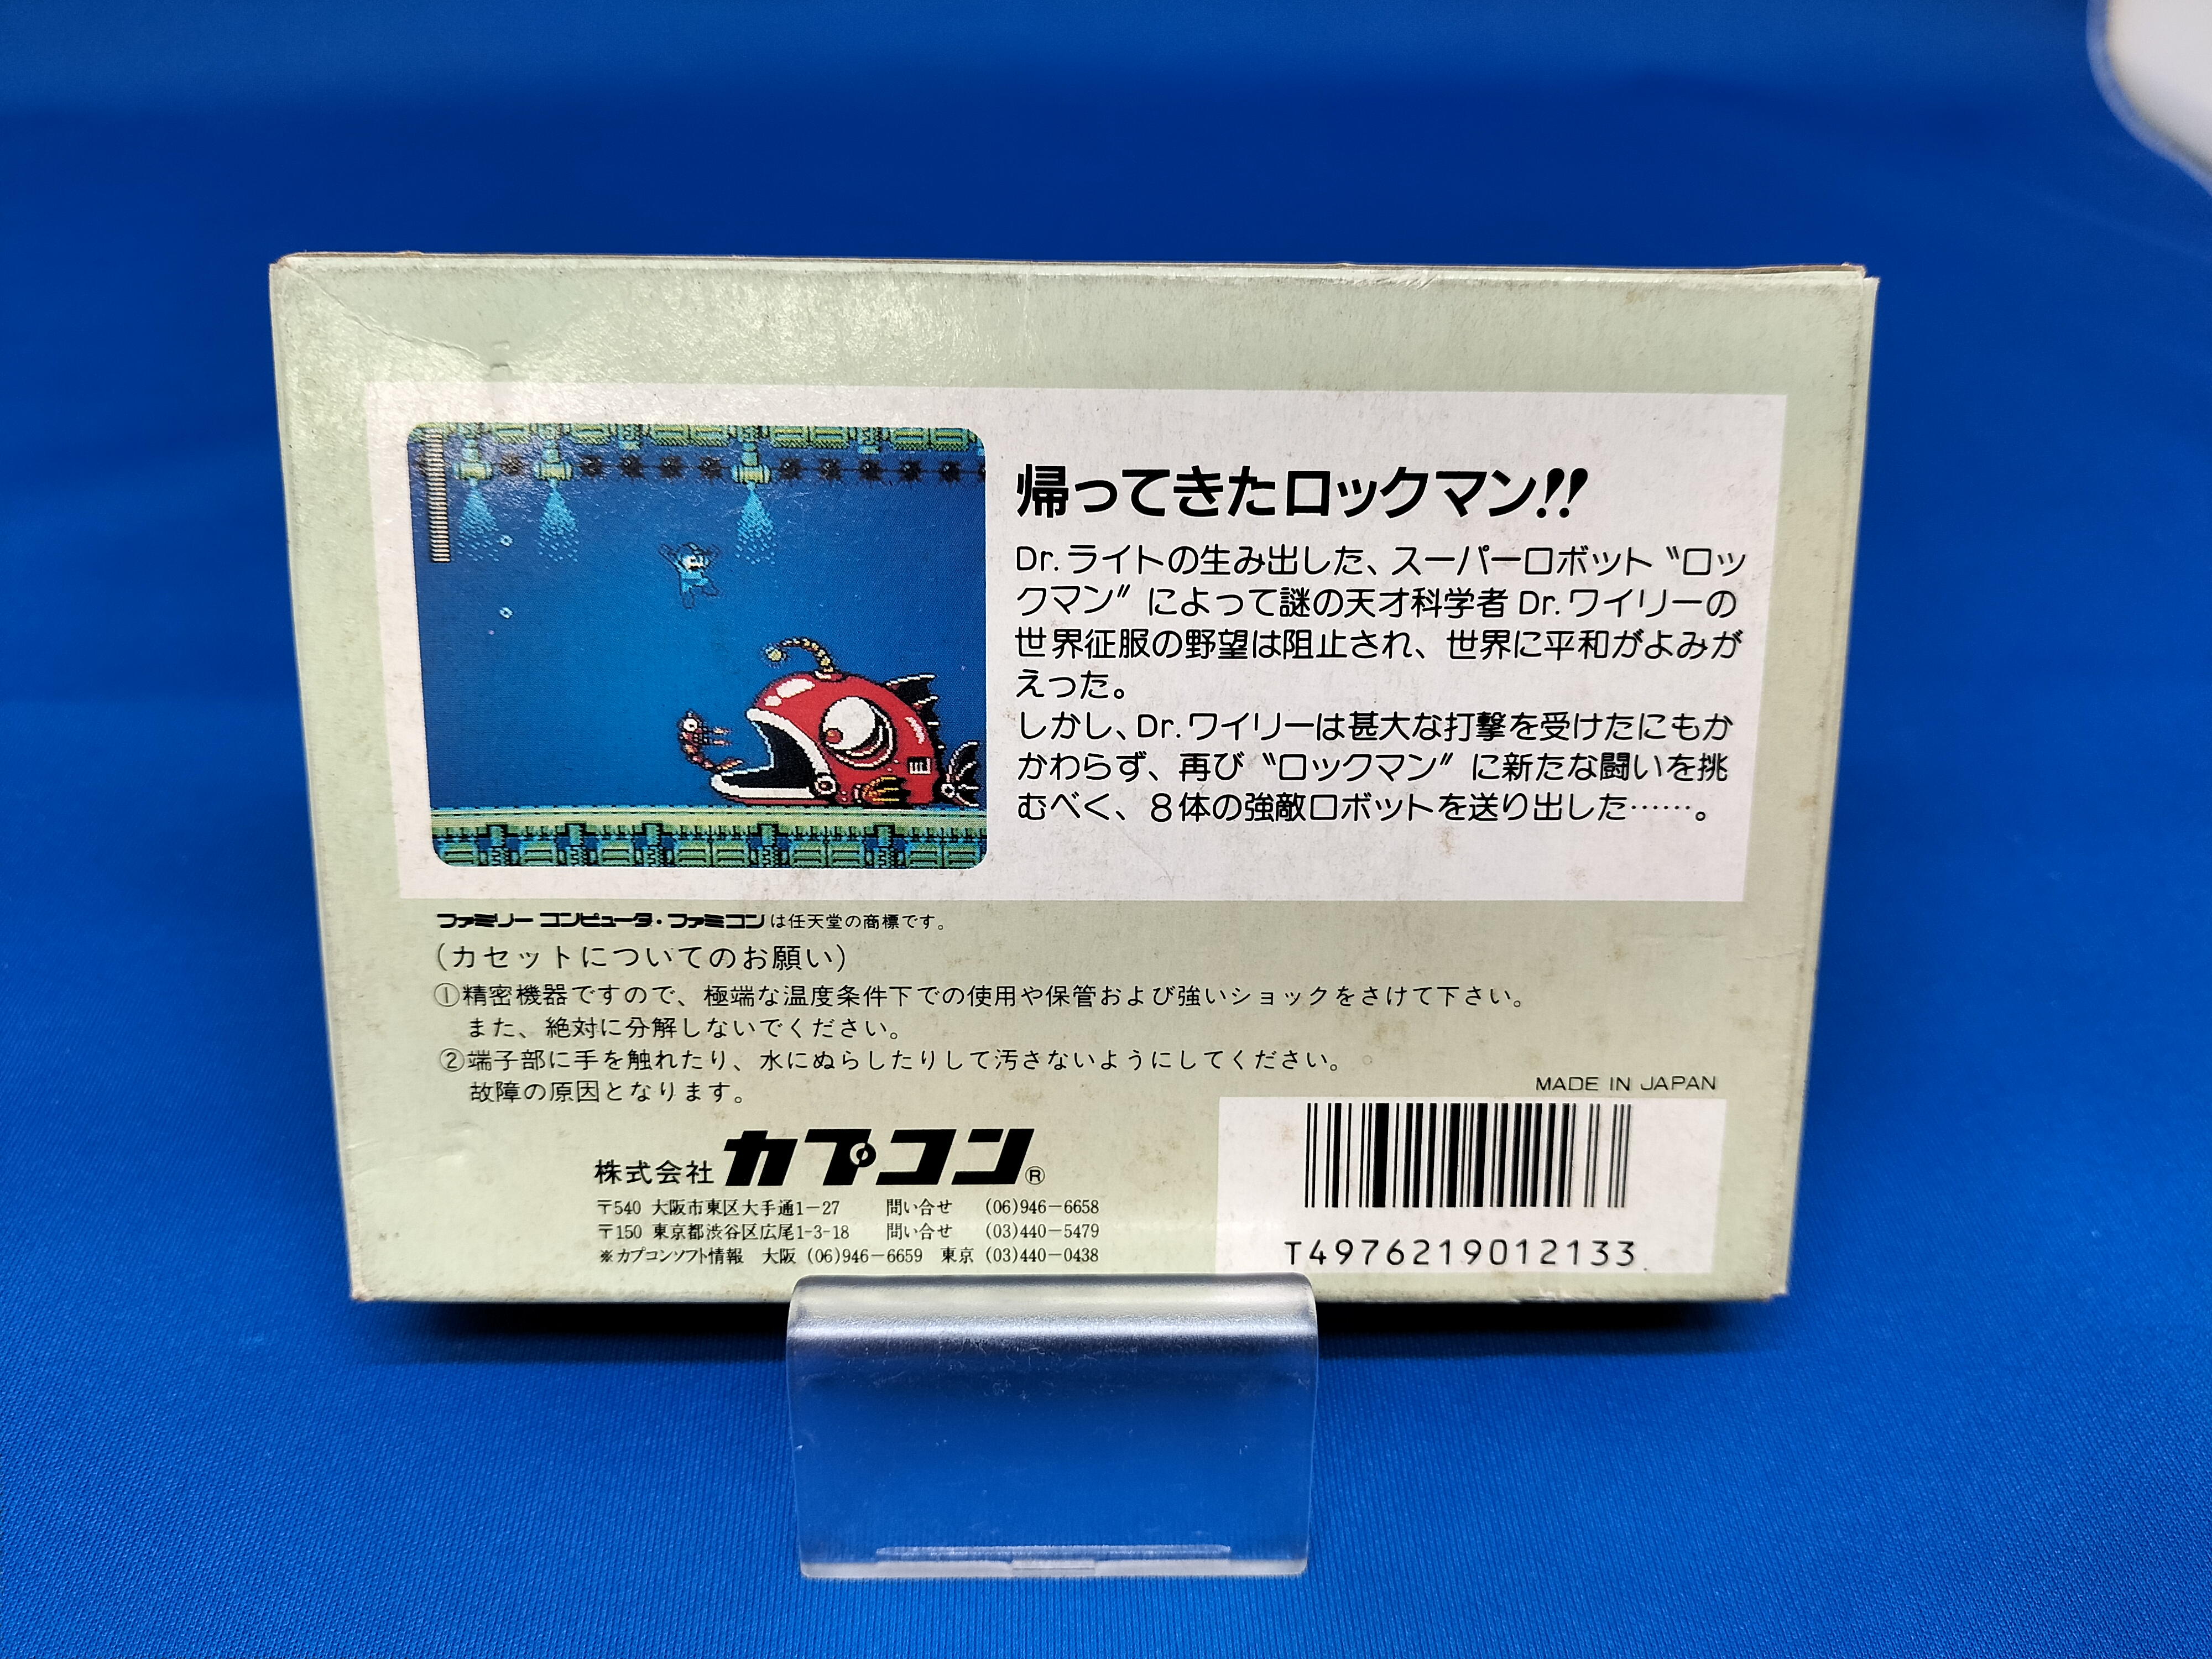 帰ってきたロックマン!!
Dr.ライトの生み出した、スーパーロボット〝ロッ
クマン〞によって謎の天才科学者 Dr.ワイリーの
世界征服の野望は阻止され、世界に平和がよみが
えった。
しかし、Dr.ワイリーは甚大な打撃を受けたにもか
かわらず、再び〝ロックマン〞に新たな闘いを挑
むべく、8体の強敵ロボットを送り出した……。
ファミリー コンピュータ・ファミコンは任天堂の商標です。
(カセットについてのお願い)
①精密機器ですので、極端な温度条件下での使用や保管および強いショックをさけて下さい。
また、絶対に分解しないでください。
②端子部に手を触れたり、水にぬらしたりして汚さないようにしてください。
故障の原因となります。
MADE IN JAPAN
株式会社 カプコン®
〒540 大阪市東区大手通1-27 問い合せ (06)946-6658
〒150 東京都渋谷区広尾1-3-18 問い合せ (03)440-5479
※カプコンソフト情報 大阪 (06)946-6659 東京 (03)440-0438
T4976219012133